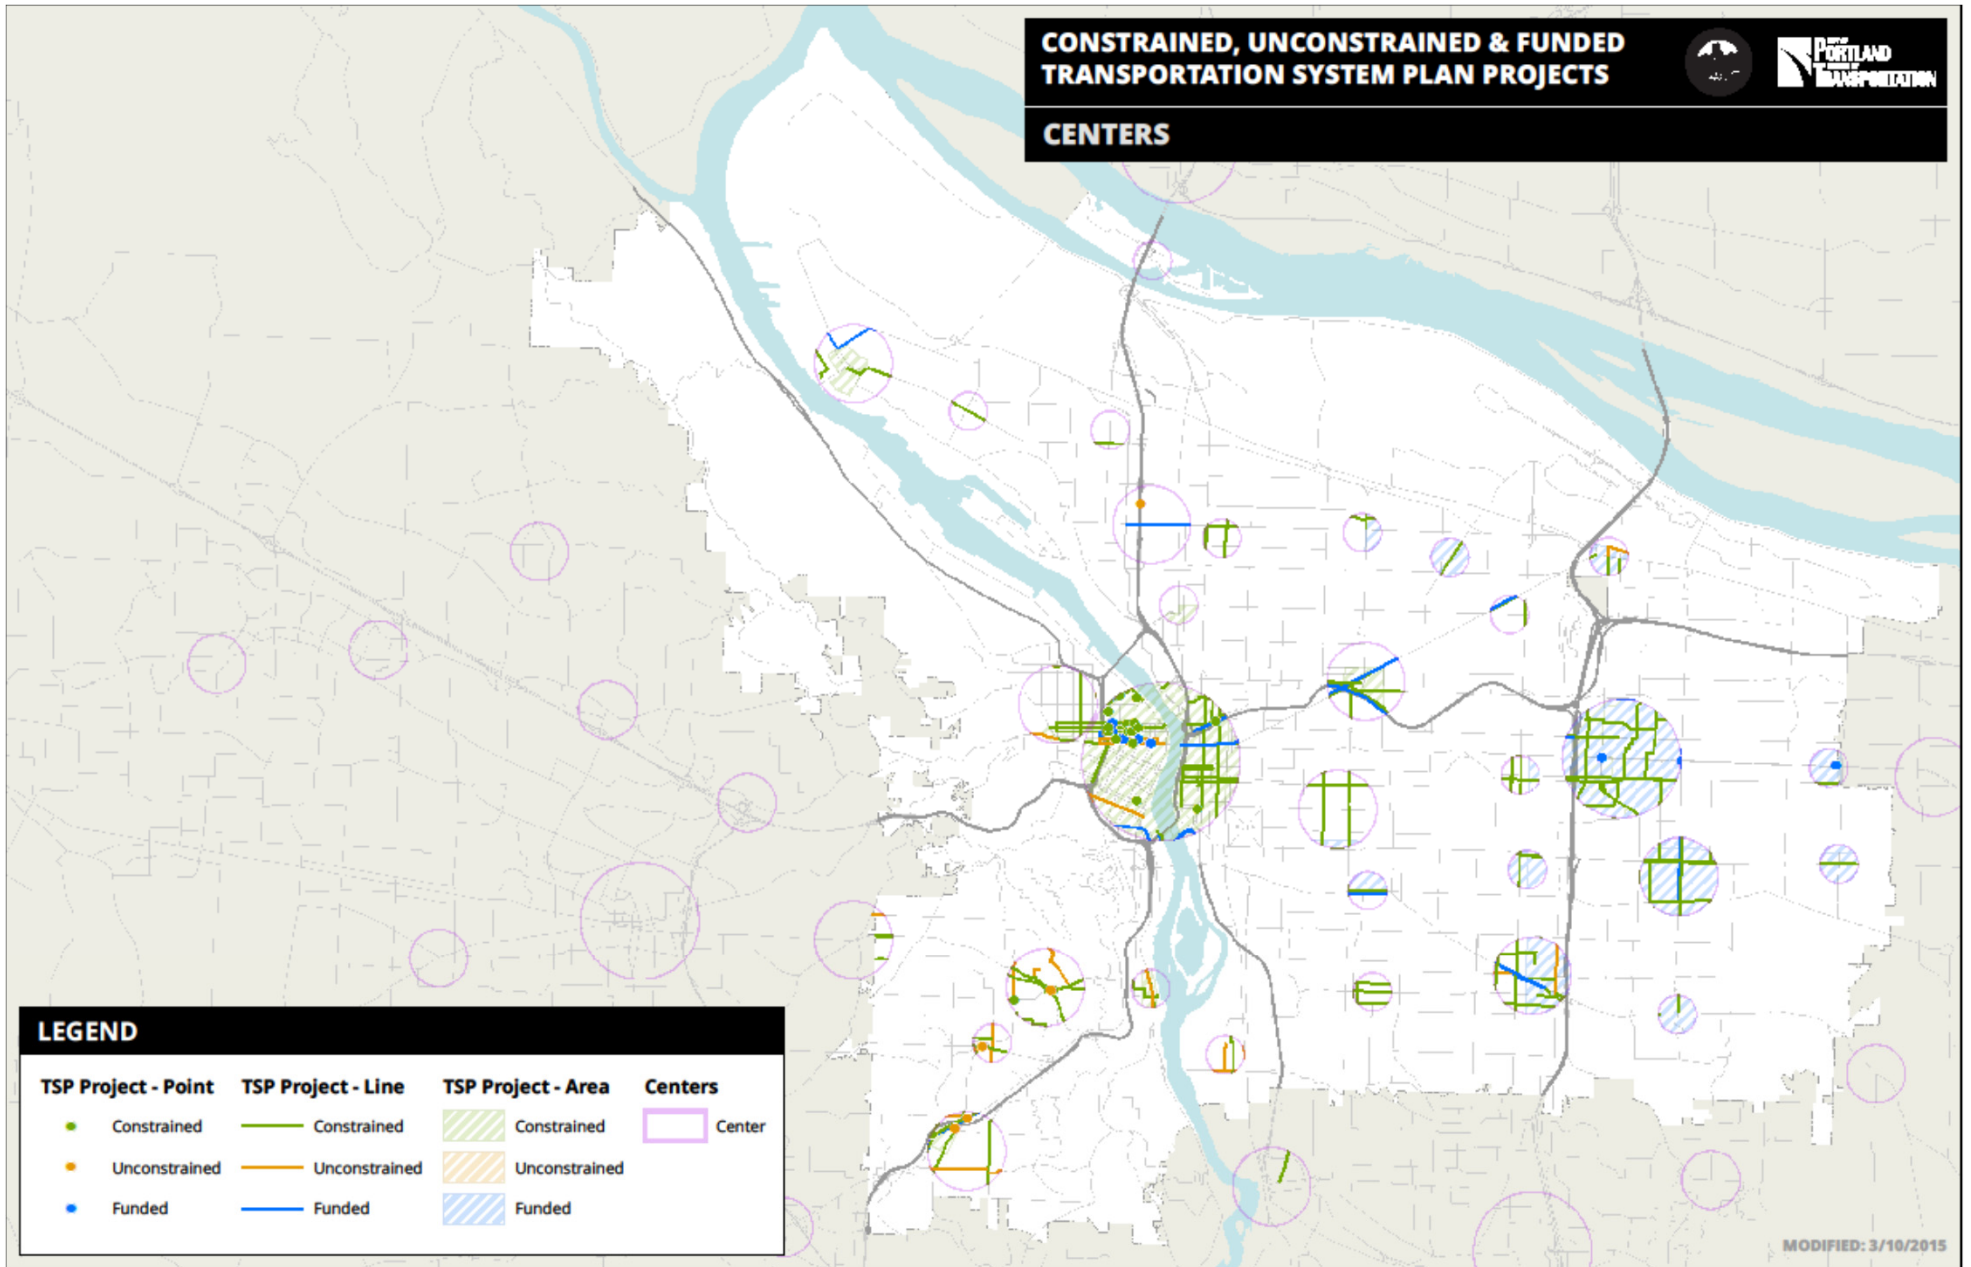 CONSTRAINED, UNCONSTRAINED & FUNDED
TRANSPORTATION SYSTEM PLAN PROJECTS
PORTLAND
TRANSPORTATION
CENTERS
LEGEND
TSP Project - Point
Constrained
Unconstrained
Funded
TSP Project - Line
Constrained
Unconstrained
Funded
TSP Project - Area
Constrained
Unconstrained
Funded
Centers
Center
MODIFIED: 3/10/2015